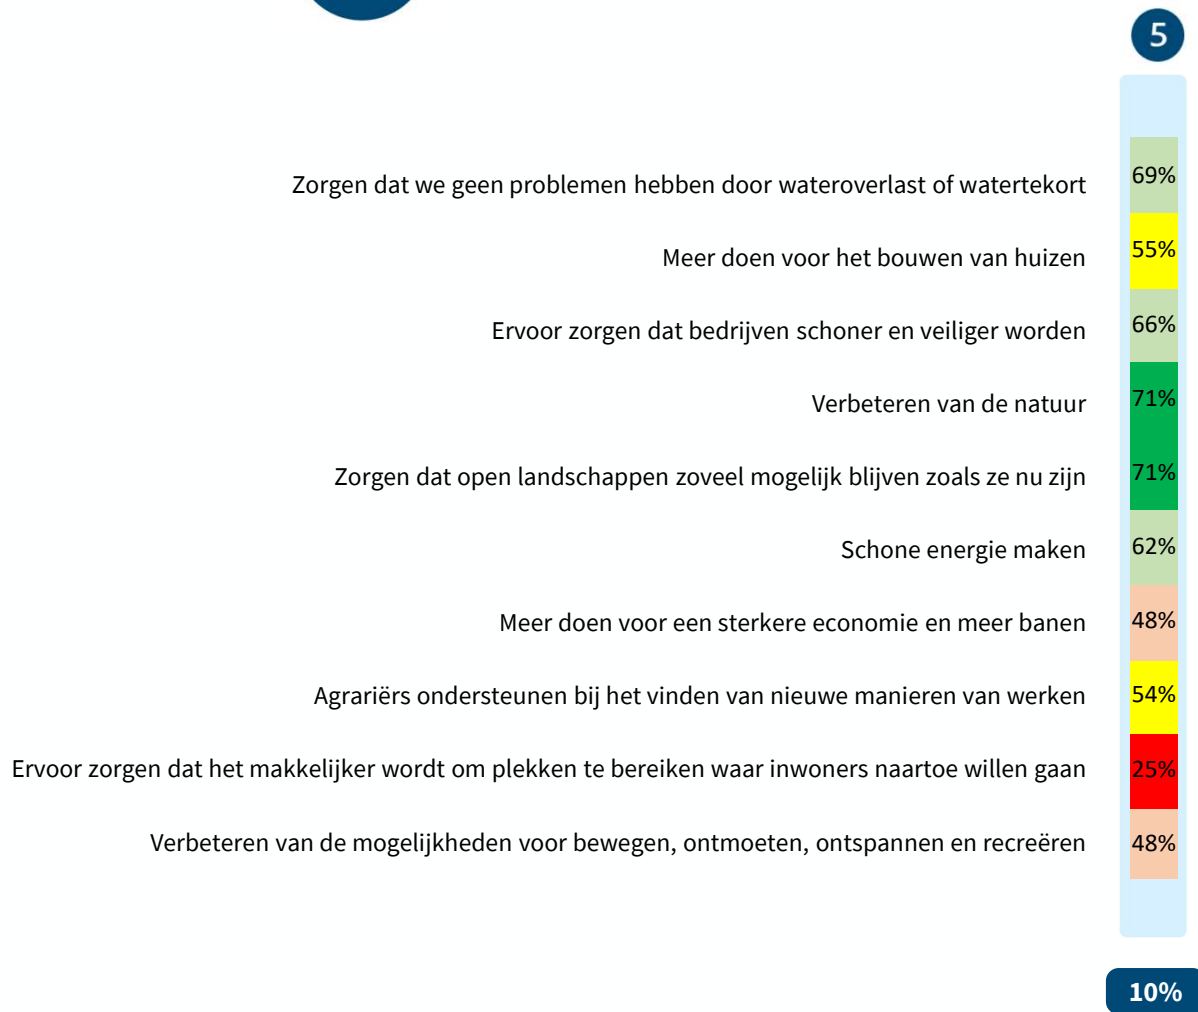 5
Zorgen dat we geen problemen hebben door wateroverlast of watertekort 69%
Meer doen voor het bouwen van huizen 55%
Ervoor zorgen dat bedrijven schoner en veiliger worden 66%
Verbeteren van de natuur 71%
Zorgen dat open landschappen zoveel mogelijk blijven zoals ze nu zijn 71%
Schone energie maken 62%
Meer doen voor een sterkere economie en meer banen 48%
Agrariërs ondersteunen bij het vinden van nieuwe manieren van werken 54%
Ervoor zorgen dat het makkelijker wordt om plekken te bereiken waar inwoners naartoe willen gaan 25%
Verbeteren van de mogelijkheden voor bewegen, ontmoeten, ontspannen en recreëren 48%
10%